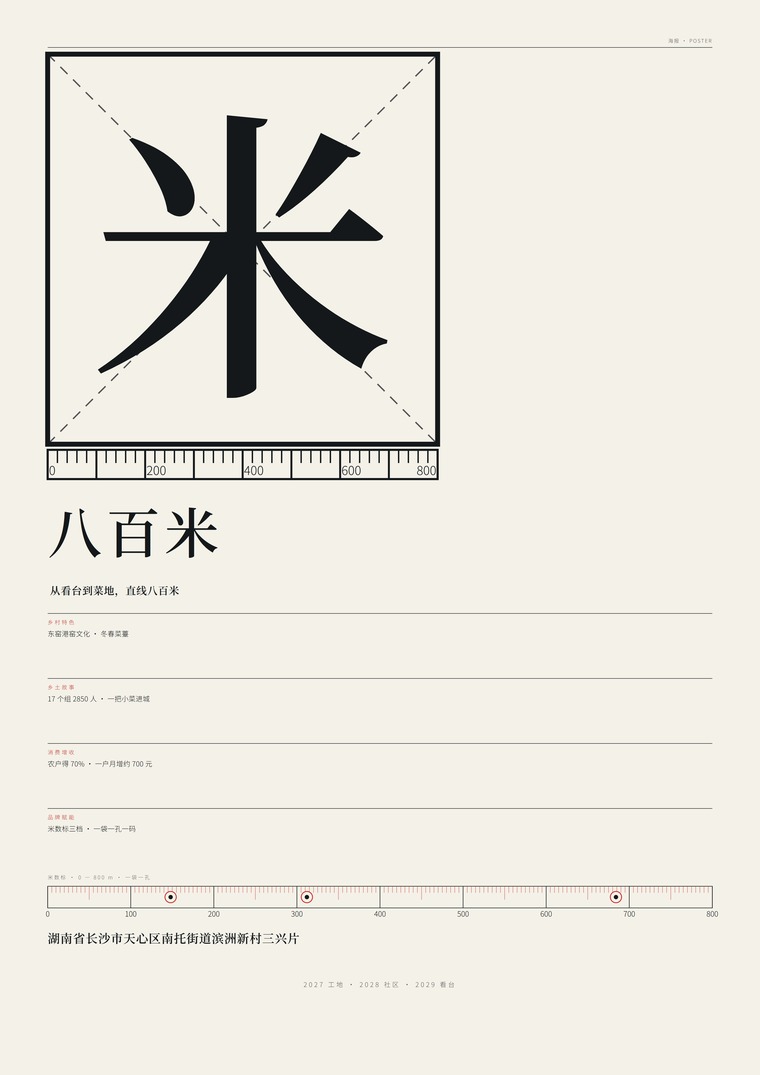 海报 • POSTER
米
0 200 400 600 800
八百米
从看台到菜地，直线八百米
乡村特色
东窑港窑文化 • 冬春菜薹
乡土叙事
17 个组 2850 人 • 一把小菜进城
消费增收
农户得 70% • 一户月增约 700 元
品牌赋能
米数标三档 • 一袋一孔一码
米数标 • 0 — 800 m • 一袋一孔
0 100 200 300 400 500 600 700 800
湖南省长沙市天心区南托街道滨洲新村三兴片
2027 工地 • 2028 社区 • 2029 看台